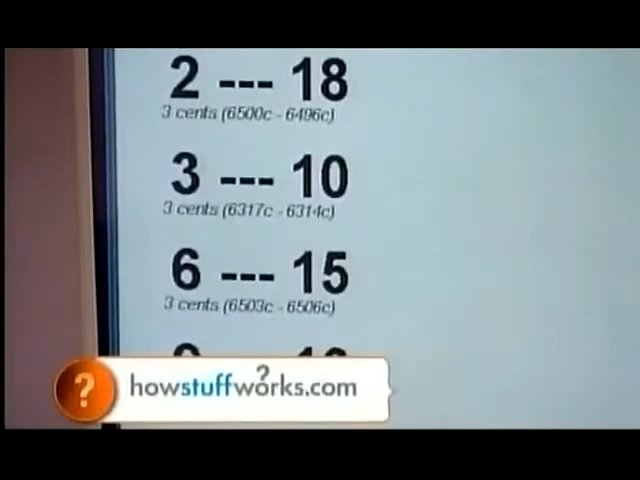 2 --- 18
3 cents (6500c - 6496c)
3 --- 10
3 cents (6317c - 6314c)
6 --- 15
3 cents (6503c - 6506c)
?
howstuffworks.com